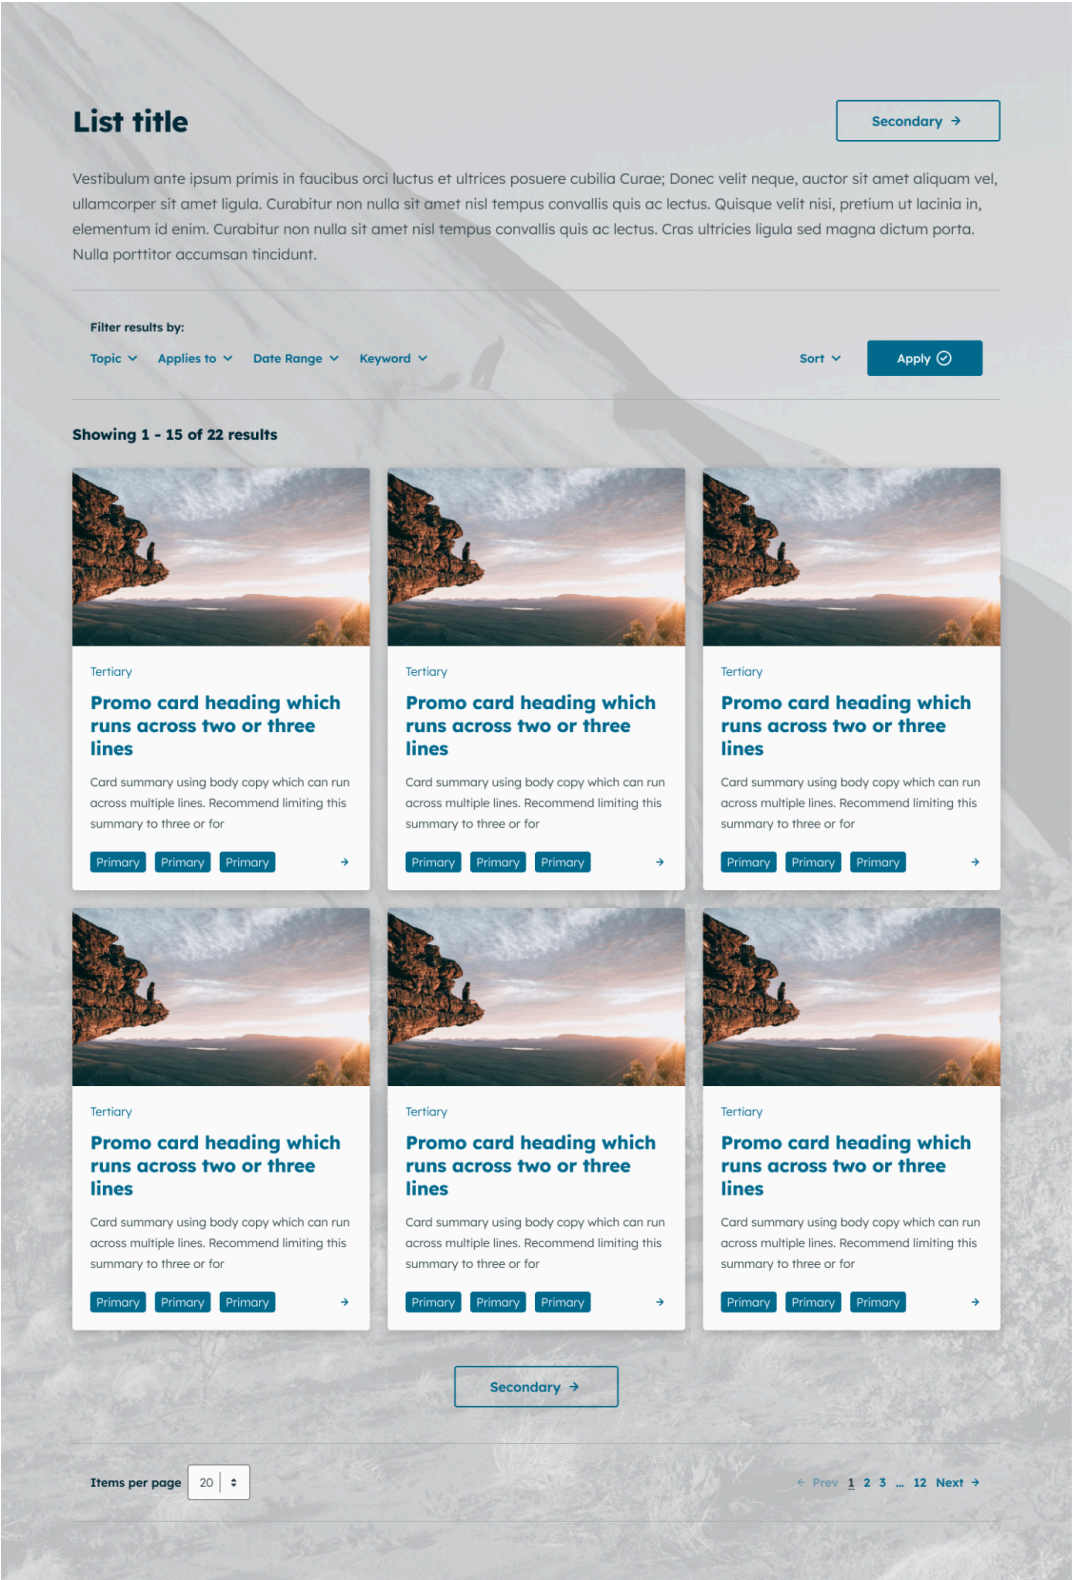 List title
Secondary
Vestibulum ante ipsum primis in faucibus orci luctus et ultrices posuere cubilia Curae; Donec velit neque, auctor sit amet aliquam vel,
ullamcorper sit amet ligula. Curabitur non nulla sit amet nisl tempus convallis quis ac lectus. Quisque velit nisi, pretium ut lacinia in,
elementum id enim. Curabitur non nulla sit amet nisl tempus convallis quis ac lectus. Cras ultricies ligula sed magna dictum porta.
Nulla porttitor accumsan tincidunt.
Filter results by:
Topic Applies to Date Range Keyword Sort Apply
Showing 1 - 15 of 22 results
Tertiary
Promo card heading which
runs across two or three
lines
Card summary using body copy which can run
across multiple lines. Recommend limiting this
summary to three or for
Primary Primary Primary
Tertiary
Promo card heading which
runs across two or three
lines
Card summary using body copy which can run
across multiple lines. Recommend limiting this
summary to three or for
Primary Primary Primary
Tertiary
Promo card heading which
runs across two or three
lines
Card summary using body copy which can run
across multiple lines. Recommend limiting this
summary to three or for
Primary Primary Primary
Tertiary
Promo card heading which
runs across two or three
lines
Card summary using body copy which can run
across multiple lines. Recommend limiting this
summary to three or for
Primary Primary Primary
Tertiary
Promo card heading which
runs across two or three
lines
Card summary using body copy which can run
across multiple lines. Recommend limiting this
summary to three or for
Primary Primary Primary
Tertiary
Promo card heading which
runs across two or three
lines
Card summary using body copy which can run
across multiple lines. Recommend limiting this
summary to three or for
Primary Primary Primary
Secondary
Items per page 20
Prev 1 2 3 ... 12 Next